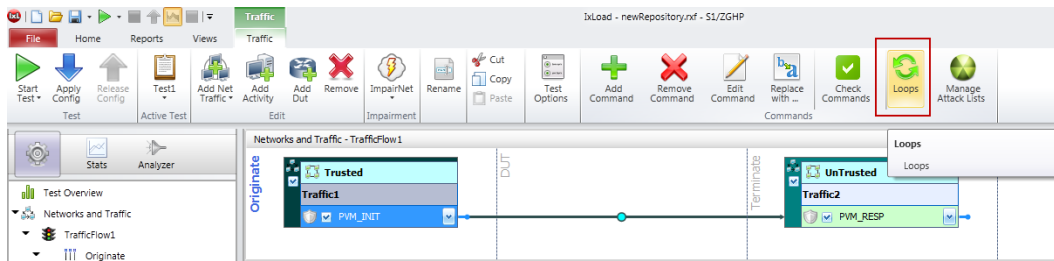 IxLoad - newRepository.rxf - S1/ZGHP
Traffic
File Home Reports Views Traffic
Start Test
Apply Config
Release Config
Test1
Add Net Traffic
Add Activity
Add Dut
Remove
ImpairNet
Rename
Cut
Copy
Paste
Test Options
Add Command
Remove Command
Edit Command
Replace with ...
Check Commands
Loops
Manage Attack Lists
Test Active Test Edit Impairment Commands
Stats Analyzer
Networks and Traffic - TrafficFlow1
Loops
Loops
Originate
DUT
Terminate
Trusted
Traffic1
PVM_INIT
UnTrusted
Traffic2
PVM_RESP
Test Overview
Networks and Traffic
TrafficFlow1
Originate